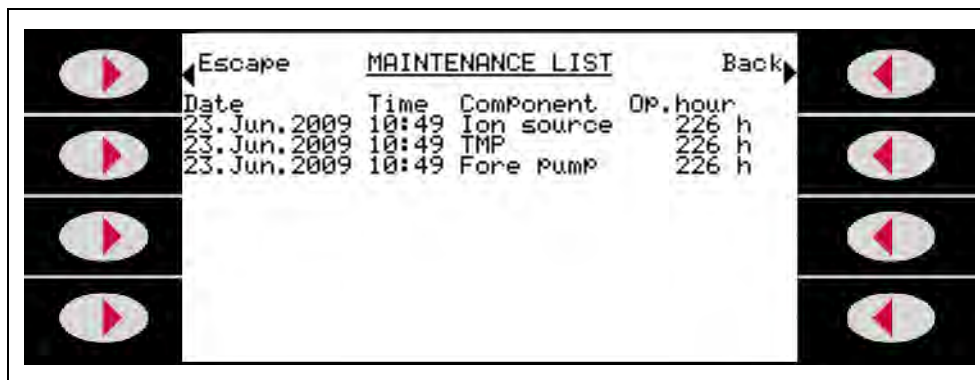 Escape MAINTENANCE LIST Back
Date Time Component Op.hour
23.Jun.2009 10:49 Ion source 226 h
23.Jun.2009 10:49 TMP 226 h
23.Jun.2009 10:49 Fore pump 226 h